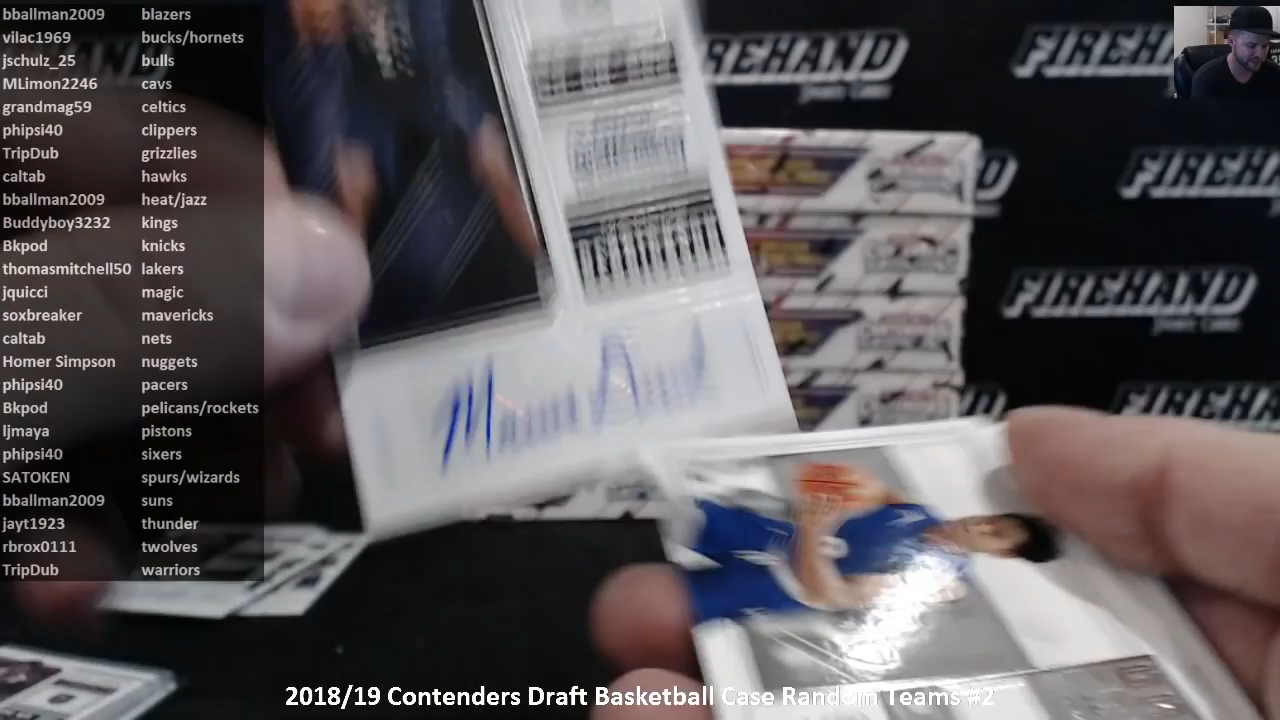 bballman2009 blazers
vilac1969 bucks/hornets
jschulz_25 bulls
MLimon2246 cavs
grandmag59 celtics
phipsi40 clippers
TripDub grizzlies
caltab hawks
bballman2009 heat/jazz
Buddyboy3232 kings
Bkpod knicks
thomasmitchell50 lakers
jquicci magic
soxbreaker mavericks
caltab nets
Homer Simpson nuggets
phipsi40 pacers
Bkpod pelicans/rockets
ljmaya pistons
phipsi40 sixers
SATOKEN spurs/wizards
bballman2009 suns
jayt1923 thunder
rbrox0111 twolves
TripDub warriors
FIREHAND
FIREHAND
FIREHAND
FIREHAND
2018/19 Contenders Draft Basketball Case Random Teams #2